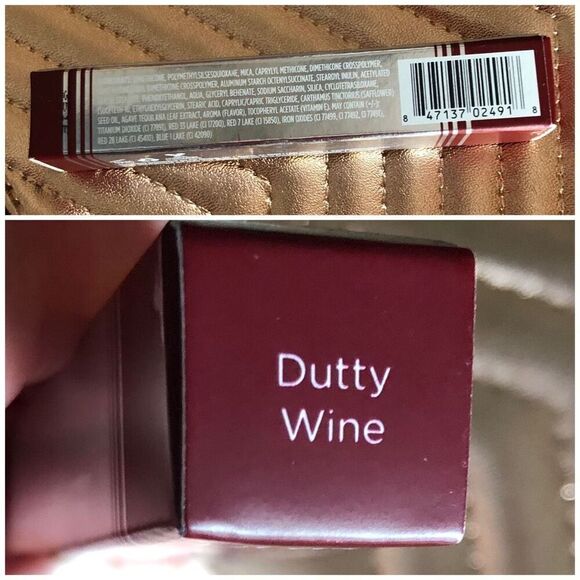 DIMETHICONE, POLYMETHYLSILSESQUIOXANE, MICA, CAPRYLYL METHICONE, DIMETHICONE CROSSPOLYMER,
DIMETHICONE CROSSPOLYMER, ALUMINUM STARCH OCTENYLSUCCINATE, STEAROYL INULIN, ACETYLATED
PHENOXYETHANOL, AQUA, GLYCERYL BEHENATE, SODIUM SACCHARIN, SILICA, CYCLOTETRASILOXANE,
ETHYLHEXYLGLYCERIN, STEARIC ACID, CAPRYLIC/CAPRIC TRIGLYCERIDE, CARTHAMUS TINCTORIUS (SAFFLOWER)
SEED OIL, AGAVE TEQUILANA LEAF EXTRACT, AROMA (FLAVOR), TOCOPHERYL ACETATE (VITAMIN E). MAY CONTAIN (+/-):
TITANIUM DIOXIDE (CI 77891), RED 33 LAKE (CI 17200), RED 7 LAKE (CI 15850), IRON OXIDES (CI 77499, CI 77492, CI 77491),
RED 28 LAKE (CI 45410), BLUE 1 LAKE (CI 42090)
8 47137 02491 8
Dutty
Wine